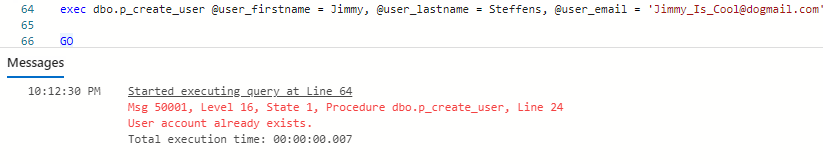 64 exec dbo.p_create_user @user_firstname = Jimmy, @user_lastname = Steffens, @user_email = 'Jimmy_Is_Cool@dogmail.com'
65
66 GO
Messages
10:12:30 PM Started executing query at Line 64
Msg 50001, Level 16, State 1, Procedure dbo.p_create_user, Line 24
User account already exists.
Total execution time: 00:00:00.007